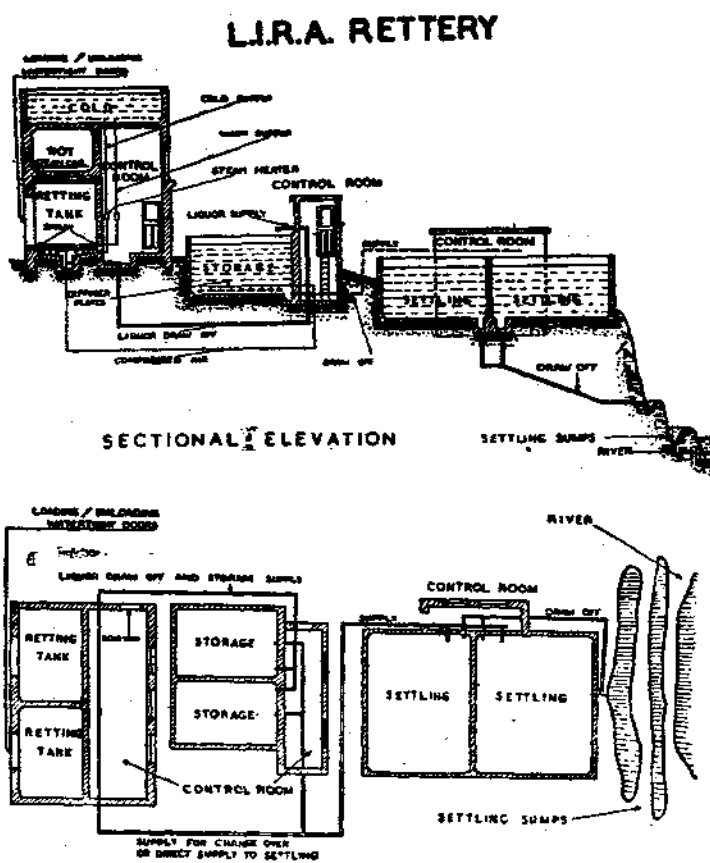 L.I.R.A. RETTERY
LOADING / UNLOADING
WATERTIGHT DOORS
COLD SUPPLY
COLD
WARM SUPPLY
HOT
CONTROL
ROOM
STEAM HEATER
CONTROL ROOM
RETTING
TANK
LIQUOR SUPPLY
SUPPLY
CONTROL ROOM
STORAGE
SETTLING
SETTLING
DIFFUSER
PLATES
LIQUOR DRAW OFF
COMPRESSED AIR
DRAW OFF
DRAW OFF
SECTIONAL ELEVATION
SETTLING SUMPS
RIVER
LOADING / UNLOADING
WATERTIGHT DOORS
RIVER
LIQUOR DRAW OFF AND STORAGE SUPPLY
CONTROL ROOM
SUPPLY
DRAW OFF
RETTING
TANK
STORAGE
SETTLING
SETTLING
STORAGE
RETTING
TANK
CONTROL ROOM
SETTLING SUMPS
SUPPLY FOR CHANGE OVER
OR DIRECT SUPPLY TO SETTLING